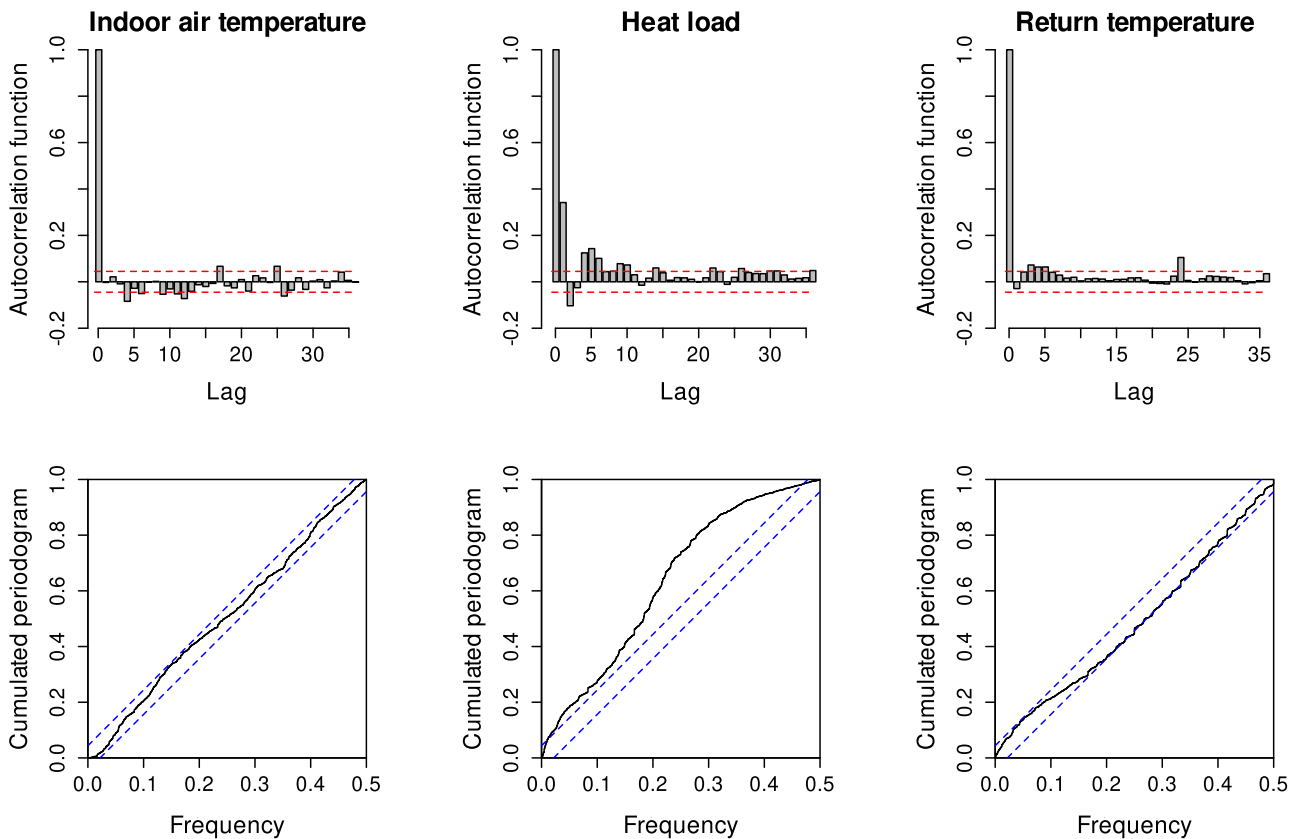 Indoor air temperature
Autocorrelation function
1.0
0.6
0.2
-0.2
0 5 10 20 30
Lag
Heat load
Autocorrelation function
1.0
0.6
0.2
-0.2
0 5 10 20 30
Lag
Return temperature
Autocorrelation function
1.0
0.6
0.2
-0.2
0 5 15 25 35
Lag
Cumulated periodogram
1.0
0.8
0.6
0.4
0.2
0.0
0.0 0.1 0.2 0.3 0.4 0.5
Frequency
Cumulated periodogram
1.0
0.8
0.6
0.4
0.2
0.0
0.0 0.1 0.2 0.3 0.4 0.5
Frequency
Cumulated periodogram
1.0
0.8
0.6
0.4
0.2
0.0
0.0 0.1 0.2 0.3 0.4 0.5
Frequency